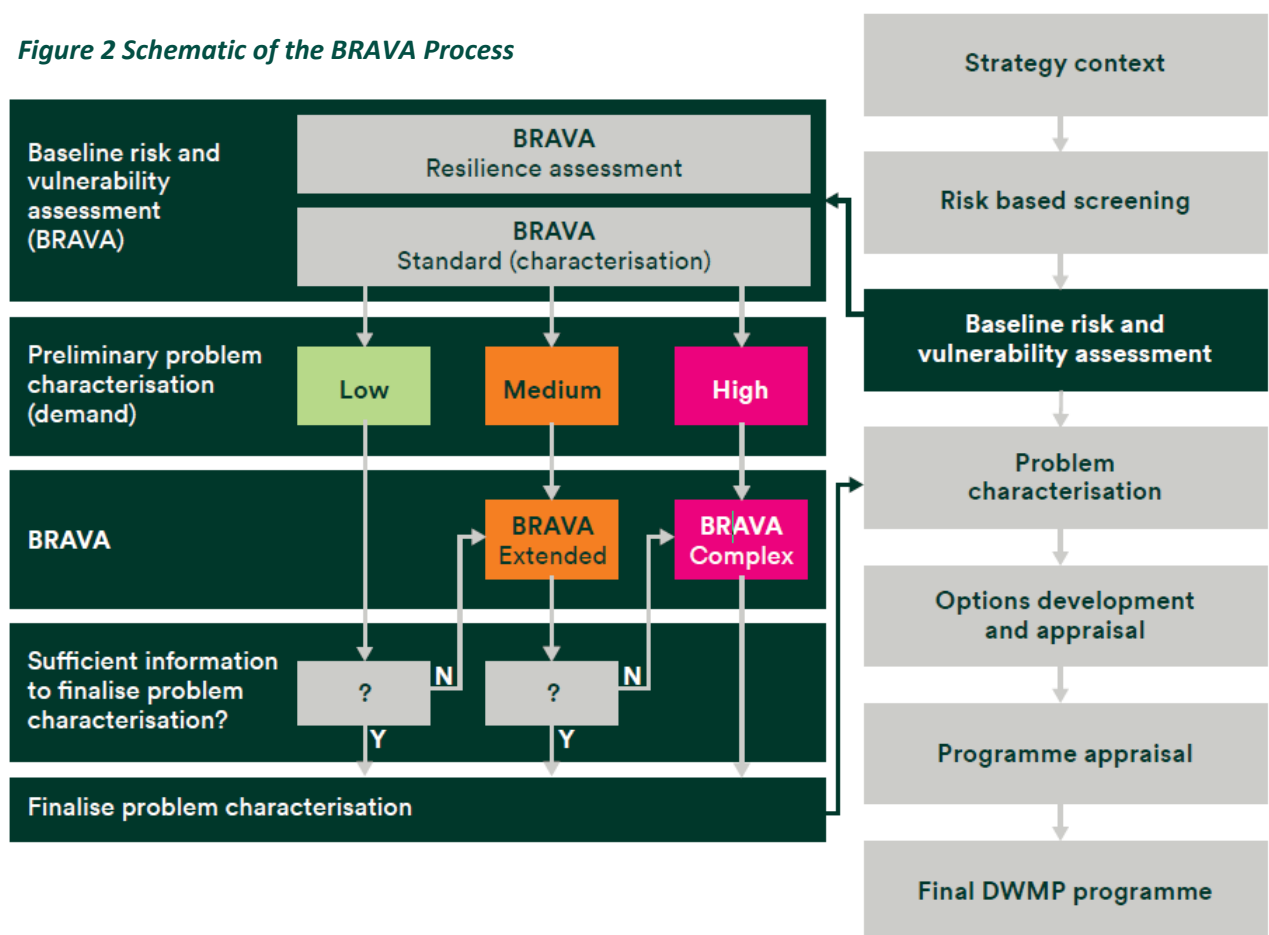 Figure 2 Schematic of the BRAVA Process
Baseline risk and
vulnerability
assessment
(BRAVA)
BRAVA
Resilience assessment
BRAVA
Standard (characterisation)
Preliminary problem
characterisation
(demand)
Low
Medium
High
BRAVA
BRAVA
Extended
BRAVA
Complex
Sufficient information
to finalise problem
characterisation?
?
N
?
N
Y
Y
Finalise problem characterisation
Strategy context
Risk based screening
Baseline risk and
vulnerability assessment
Problem
characterisation
Options development
and appraisal
Programme appraisal
Final DWMP programme